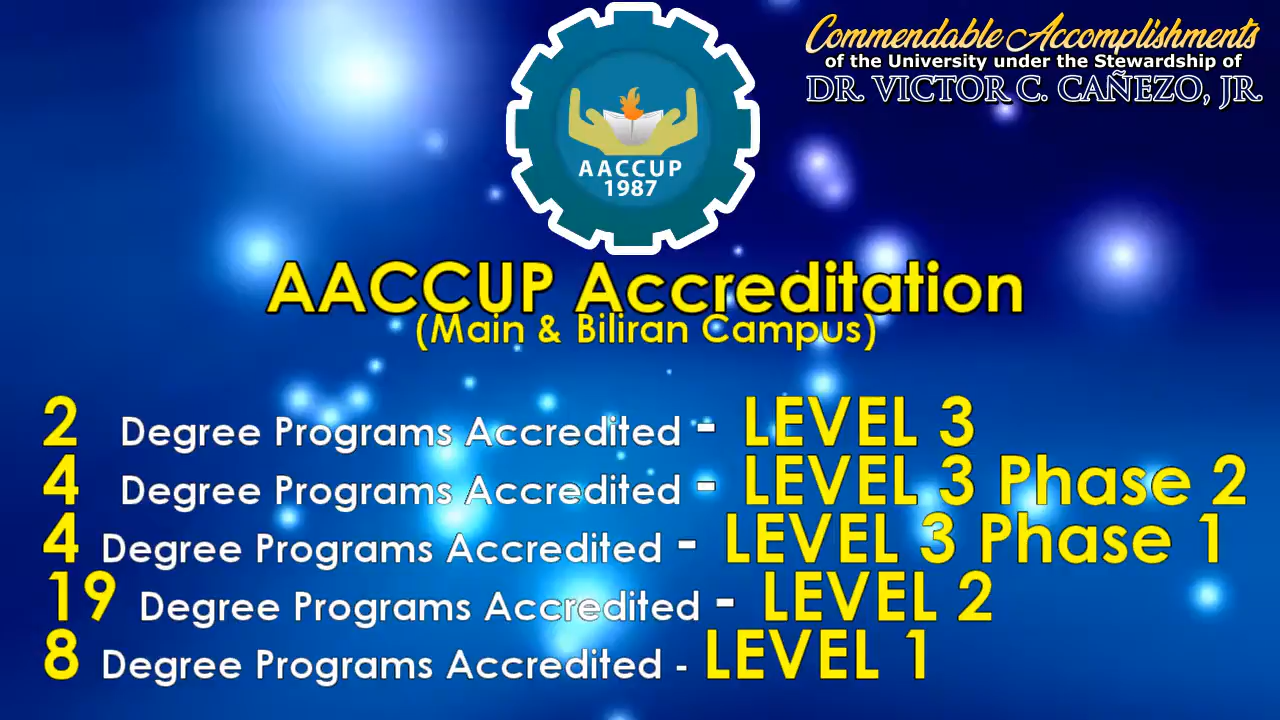 Commendable Accomplishments
of the University under the Stewardship of
DR. VICTOR C. CAÑEZO, JR.
AACCUP
1987
AACCUP Accreditation
(Main & Biliran Campus)
2 Degree Programs Accredited - LEVEL 3
4 Degree Programs Accredited - LEVEL 3 Phase 2
4 Degree Programs Accredited - LEVEL 3 Phase 1
19 Degree Programs Accredited - LEVEL 2
8 Degree Programs Accredited - LEVEL 1